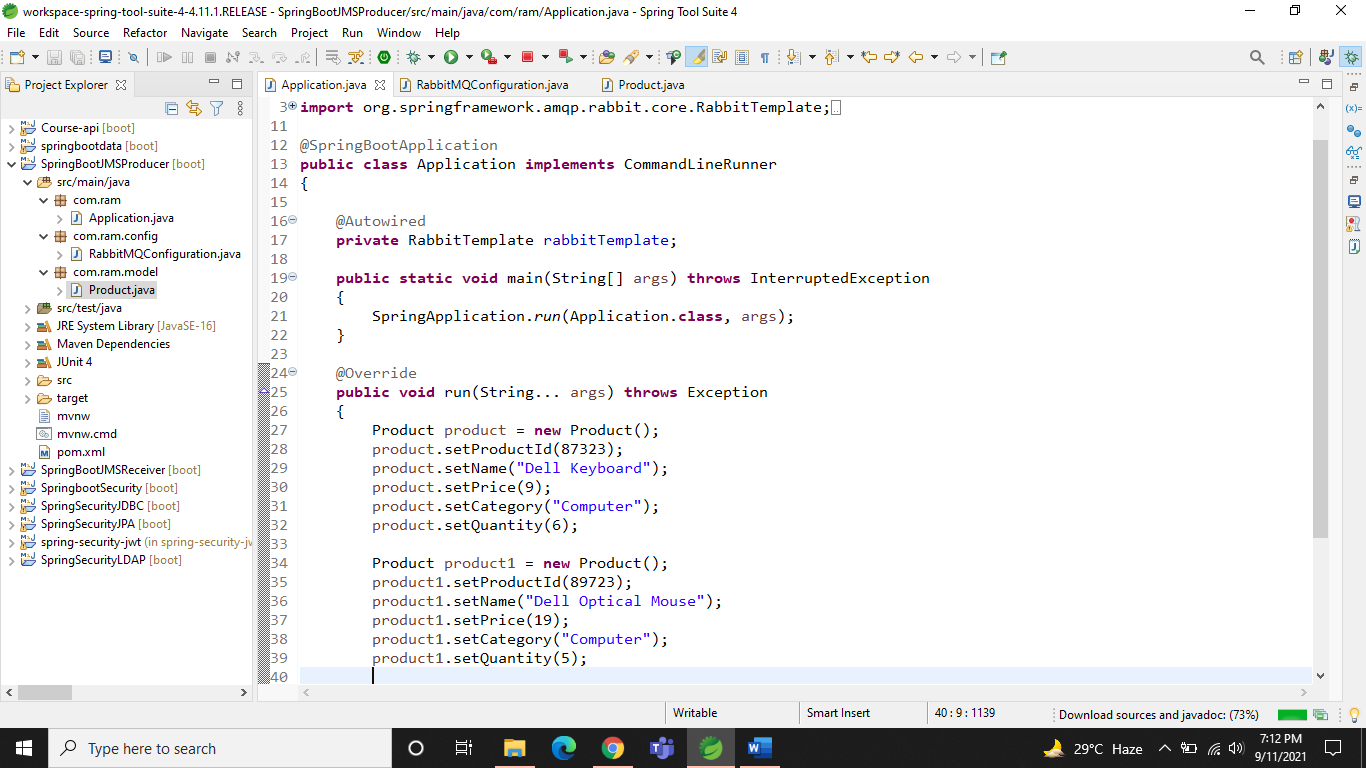 workspace-spring-tool-suite-4-4.11.1.RELEASE - SpringBootJMSProducer/src/main/java/com/ram/Application.java - Spring Tool Suite 4
File Edit Source Refactor Navigate Search Project Run Window Help
Project Explorer
Course-api [boot]
springbootdata [boot]
SpringBootJMSProducer [boot]
src/main/java
com.ram
Application.java
com.ram.config
RabbitMQConfiguration.java
com.ram.model
Product.java
src/test/java
JRE System Library [JavaSE-16]
Maven Dependencies
JUnit 4
src
target
mvnw
mvnw.cmd
pom.xml
SpringBootJMSReceiver [boot]
SpringbootSecurity [boot]
SpringSecurityJDBC [boot]
SpringSecurityJPA [boot]
spring-security-jwt (in spring-security-jw
SpringSecurityLDAP [boot]
Application.java RabbitMQConfiguration.java Product.java
3 import org.springframework.amqp.rabbit.core.RabbitTemplate;
11
12 @SpringBootApplication
13 public class Application implements CommandLineRunner
14 {
15
16 @Autowired
17 private RabbitTemplate rabbitTemplate;
18
19 public static void main(String[] args) throws InterruptedException
20 {
21 SpringApplication.run(Application.class, args);
22 }
23
24 @Override
25 public void run(String... args) throws Exception
26 {
27 Product product = new Product();
28 product.setProductId(87323);
29 product.setName("Dell Keyboard");
30 product.setPrice(9);
31 product.setCategory("Computer");
32 product.setQuantity(6);
33
34 Product product1 = new Product();
35 product1.setProductId(89723);
36 product1.setName("Dell Optical Mouse");
37 product1.setPrice(19);
38 product1.setCategory("Computer");
39 product1.setQuantity(5);
40
Writable Smart Insert 40 : 9 : 1139 Download sources and javadoc: (73%)
Type here to search
29°C Haze
7:12 PM
9/11/2021